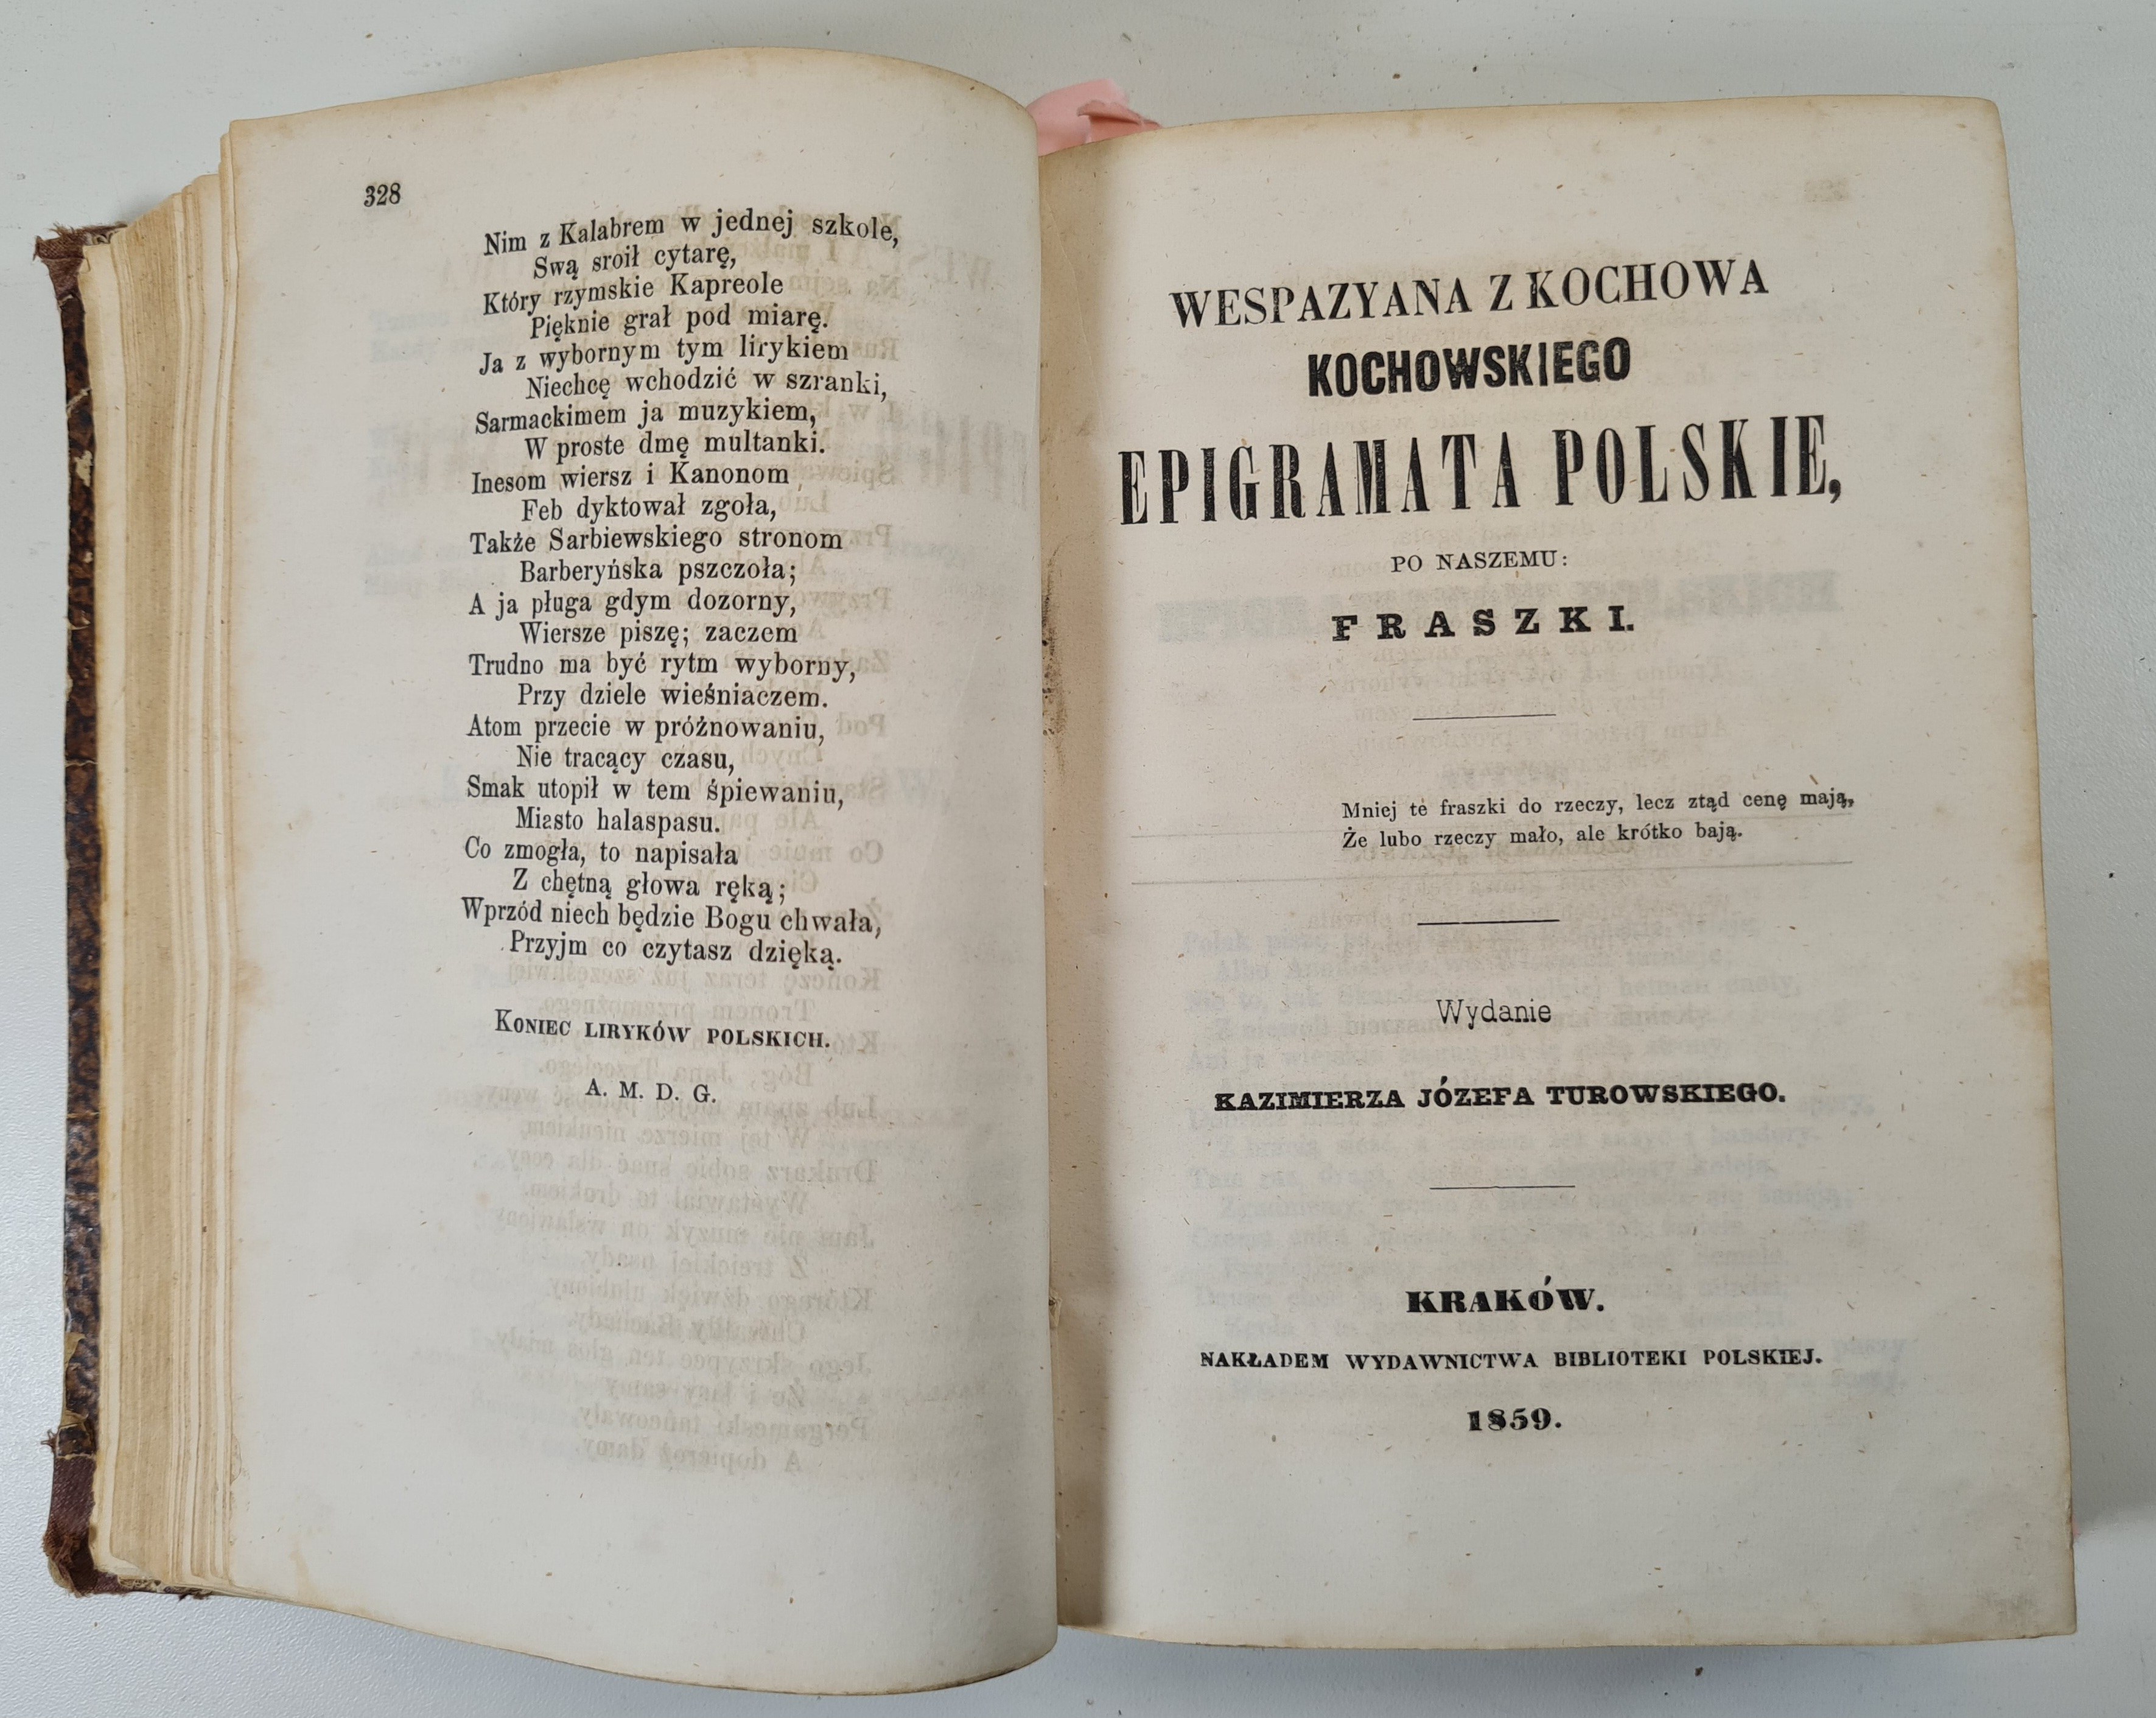 328
Nim z Kalabrem w jednej szkole,
Swą sroił cytarę,
Który rzymskie Kapreole
Pięknie grał pod miarę.
Ja z wybornym tym lirykiem
Niechcę wchodzić w szranki,
Sarmackimem ja muzykiem,
W proste dmę multanki.
Inesom wiersz i Kanonom
Feb dyktował zgoła,
Także Sarbiewskiego stronom
Barberyńska pszczoła;
A ja pługa gdym dozorny,
Wiersze piszę; zaczem
Trudno ma być rytm wyborny,
Przy dziele wieśniaczem.
Atom przecie w próżnowaniu,
Nie tracący czasu,
Smak utopił w tem śpiewaniu,
Miasto halaspasu.
Co zmogła, to napisała
Z chętną głowa ręką;
Wprzód niech będzie Bogu chwała,
Przyjm co czytasz dzięką.
KONIEC LIRYKÓW POLSKICH.
A. M. D. G.
WESPAZYANA Z KOCHOWA
KOCHOWSKIEGO
EPIGRAMATA POLSKIE,
PO NASZEMU:
FRASZKI.
Mniej te fraszki do rzeczy, lecz ztąd cenę mają,
Że lubo rzeczy mało, ale krótko bają.
Wydanie
KAZIMIERZA JÓZEFA TUROWSKIEGO.
KRAKÓW.
NAKŁADEM WYDAWNICTWA BIBLIOTEKI POLSKIEJ.
1859.